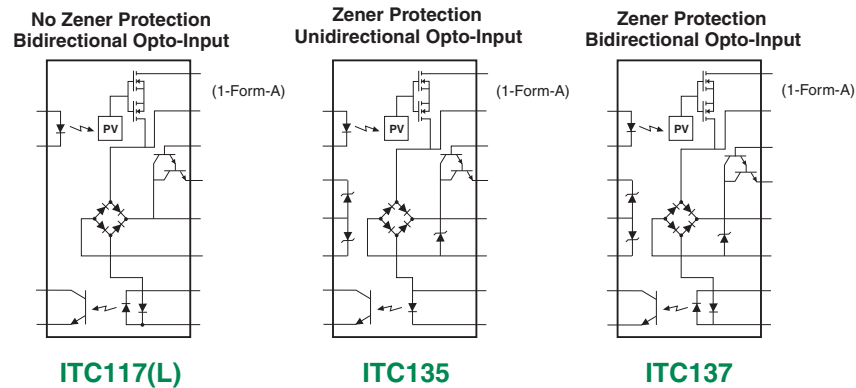 No Zener Protection
Bidirectional Opto-Input
(1-Form-A)
PV
ITC117(L)
Zener Protection
Unidirectional Opto-Input
(1-Form-A)
PV
ITC135
Zener Protection
Bidirectional Opto-Input
(1-Form-A)
PV
ITC137